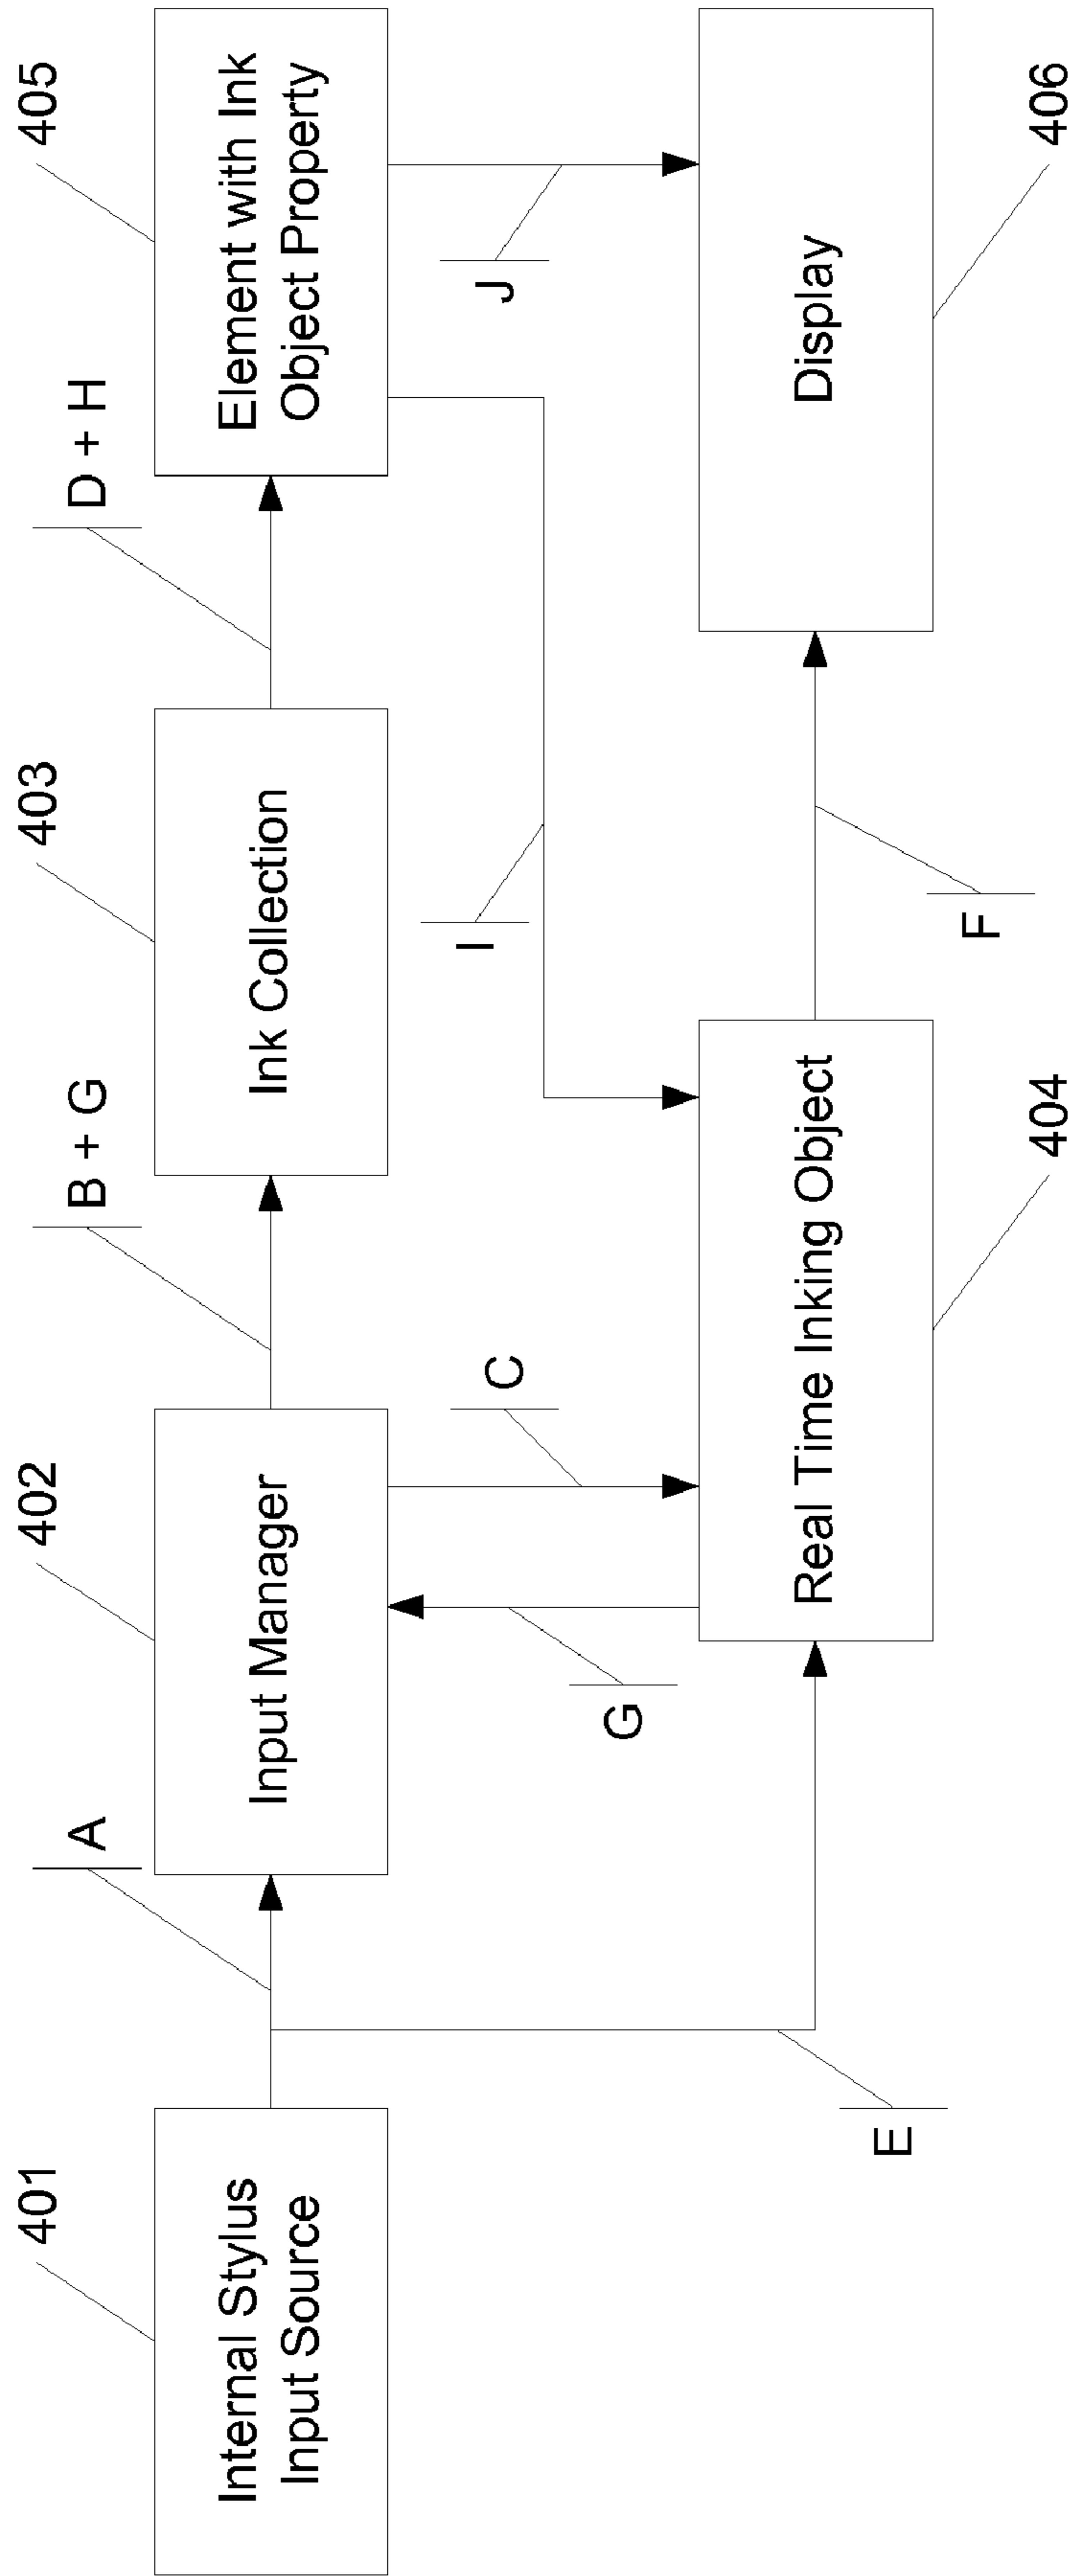 401
402
403
405
A
B + G
D + H
Internal Stylus
Input Source
Input Manager
Ink Collection
Element with Ink
Object Property
G
C
I
J
Real Time Inking Object
Display
E
F
404
406